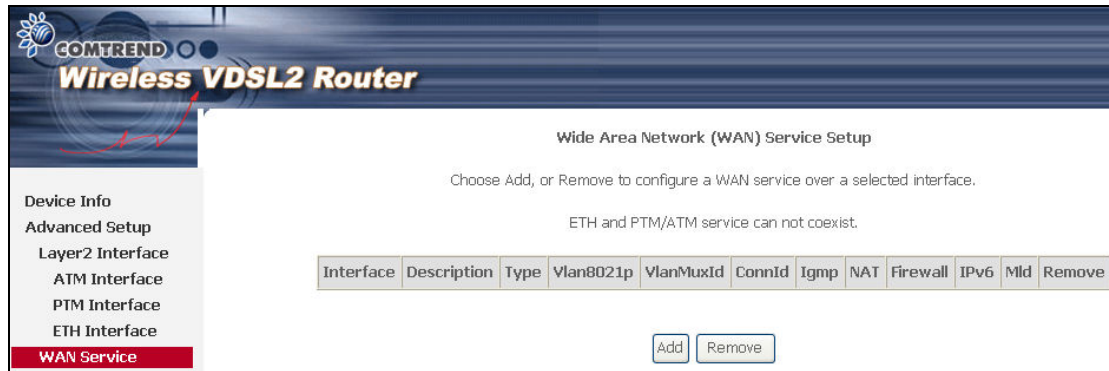 COMTREND
Wireless VDSL2 Router
Device Info
Advanced Setup
Layer2 Interface
ATM Interface
PTM Interface
ETH Interface
WAN Service
Wide Area Network (WAN) Service Setup
Choose Add, or Remove to configure a WAN service over a selected interface.
ETH and PTM/ATM service can not coexist.
Interface Description Type Vlan8021p VlanMuxId ConnId Igmp NAT Firewall IPv6 Mld Remove
Add Remove